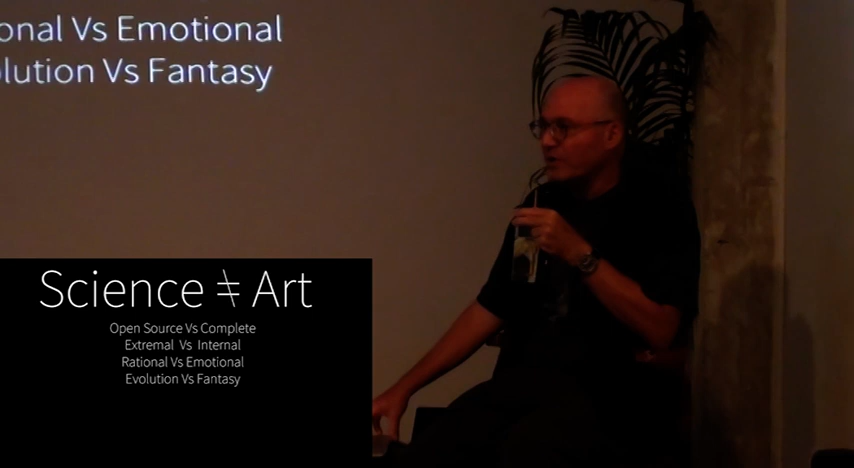 onal Vs Emotional
olution Vs Fantasy
Science ≠ Art
Open Source Vs Complete
Extremal Vs Internal
Rational Vs Emotional
Evolution Vs Fantasy